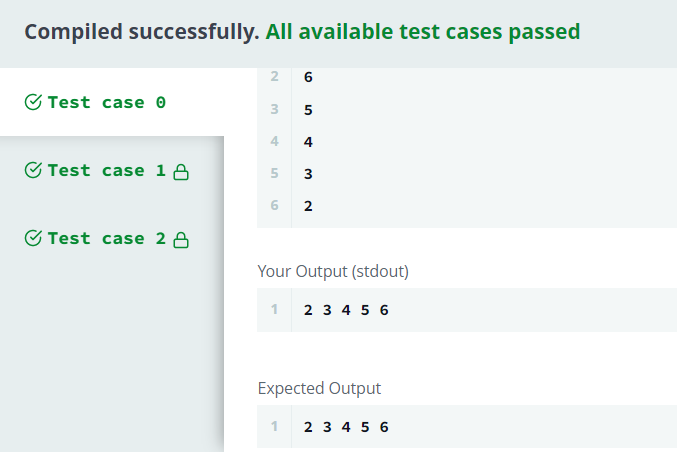 Compiled successfully. All available test cases passed
Test case 0
Test case 1
Test case 2
2 6
3 5
4 4
5 3
6 2
Your Output (stdout)
1 2 3 4 5 6
Expected Output
1 2 3 4 5 6